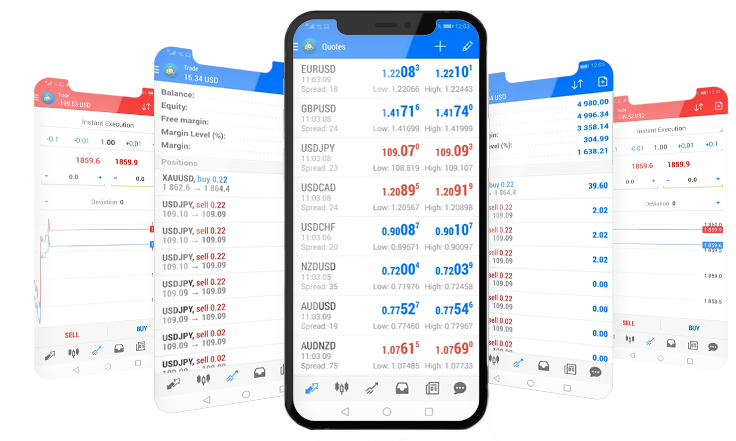 Trade
-199.53 USD
Instant Execution
-0.1 -0.01 1.00 +0.01 +0.1
1859.6 1859.9
0.0 0.0
Deviation 0
SELL BUY
Trade
16.34 USD
Balance:
Equity:
Free margin:
Margin Level (%):
Margin:
Positions
XAUUSD, buy 0.22
1 862.6 → 1 864.4
USDJPY, sell 0.22
109.10 → 109.09
USDJPY, sell 0.22
109.10 → 109.09
USDJPY, sell 0.22
109.10 → 109.09
USDJPY, sell 0.22
109.09 → 109.09
USDJPY, sell 0.22
109.09 → 109.09
USDJPY, sell 0.02
109.09 → 109.09
USDJPY, sell 0.02
12:03
Quotes
EURUSD 1.22083 1.22101
11:03:09
Spread: 18 Low: 1.22066 High: 1.22443
GBPUSD 1.41716 1.41740
11:03:08
Spread: 24 Low: 1.41699 High: 1.41999
USDJPY 109.070 109.093
11:03:08
Spread: 23 Low: 108.819 High: 109.107
USDCAD 1.20895 1.20919
11:03:08
Spread: 24 Low: 1.20567 High: 1.20898
USDCHF 0.90087 0.90107
11:03:06
Spread: 20 Low: 0.89671 High: 0.90097
NZDUSD 0.72004 0.72039
11:03:05
Spread: 35 Low: 0.71976 High: 0.72458
AUDUSD 0.77527 0.77546
11:03:09
Spread: 19 Low: 0.77460 High: 0.77967
AUDNZD 1.07615 1.07690
11:03:09
Spread: 75 Low: 1.07485 High: 1.07733
USD
4 980.00
4 996.34
3 358.14
304.99
1 638.21
buy 0.22
1 864.4 39.60
sell 0.22
109.09 2.02
sell 0.22
109.09 2.02
sell 0.22
109.09 2.02
sell 0.22
109.09 0.00
sell 0.22
109.09 0.00
sell 0.02
109.09 0.00
sell 0.02 0.00
Trade
-199.53 USD
Instant Execution
-0.1 -0.01 1.00 +0.01 +0.1
1859.6 1859.9
0.0 0.0
Deviation 0
1 859.9
1 859.6
1 859.5
1 859.0
1 858.5
SELL BUY